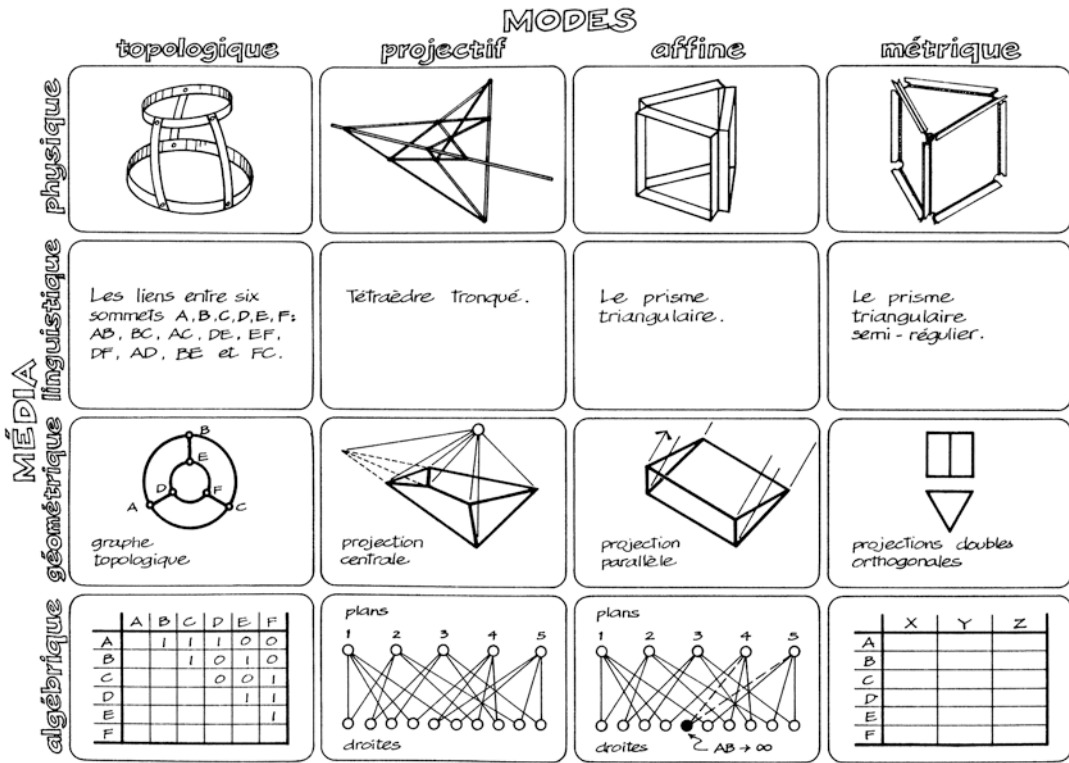 MODES
topologique projectif affine métrique
MÉDIA
physique
linguistique
Les liens entre six
sommets A,B,C,D,E,F:
AB, BC, AC, DE, EF,
DF, AD, BE et FC.
Tétraèdre tronqué.
Le prisme
triangulaire.
Le prisme
triangulaire
semi-régulier.
géométrique
B
E
D F
A C
graphe
topologique
projection
centrale
projection
parallèle
projections doubles
orthogonales
algébrique
A B C D E F
A 1 1 1 0 0
B 1 0 1 0
C 0 0 1
D 1 1
E 1
F
plans
1 2 3 4 5
droites
plans
1 2 3 4 5
droites AB → ∞
X Y Z
A
B
C
D
E
F